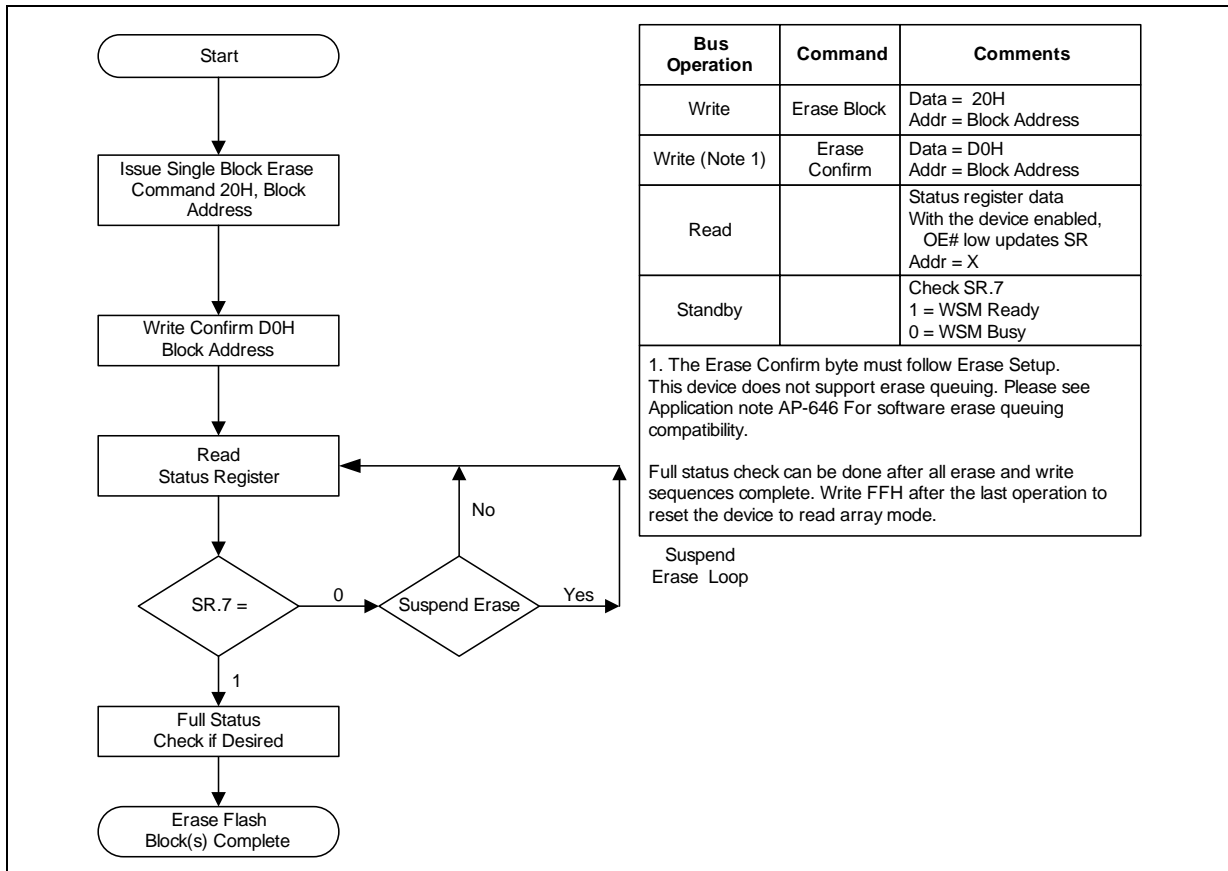 Start
Issue Single Block Erase
Command 20H, Block
Address
Write Confirm D0H
Block Address
Read
Status Register
No
SR.7 =
0
Suspend Erase
Yes
1
Full Status
Check if Desired
Erase Flash
Block(s) Complete
Bus
Operation
Command
Comments
Write
Erase Block
Data = 20H
Addr = Block Address
Write (Note 1)
Erase
Confirm
Data = D0H
Addr = Block Address
Read
Status register data
With the device enabled,
OE# low updates SR
Addr = X
Standby
Check SR.7
1 = WSM Ready
0 = WSM Busy
1. The Erase Confirm byte must follow Erase Setup.
This device does not support erase queuing. Please see
Application note AP-646 For software erase queuing
compatibility.
Full status check can be done after all erase and write
sequences complete. Write FFH after the last operation to
reset the device to read array mode.
Suspend
Erase Loop